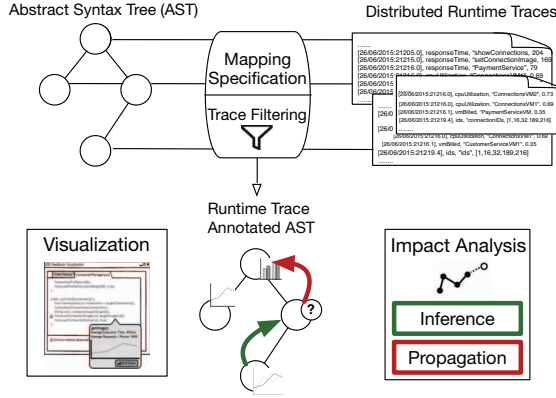 Abstract Syntax Tree (AST)
Distributed Runtime Traces
Mapping
Specification
Trace Filtering
.......
[26/06/2015:21205.0], responseTime, "showConnections, 204
[26/06/2015:21215.0], responseTime, "setConnectionImage, 169
[26/06/2015:21216.0], responseTime, "PaymentService", 79
[26/06/2015:21216.0], cpuUtilization, "ConnectionsVM2", 0.73
[26/06/2015:21216.0], cpuUtilization, "ConnectionsVM1", 0.69
[26/06/2015:21216.1], vmBilled, "PaymentServiceVM, 0.35
[26/06/2015:21219.4], ids, "connectionIDs, [1,16,32,189,216]
........
[26/0
[26/0
[26/06/2015:21216.1], vmBilled, "CustomerServiceVM1", 0.35
[26/06/2015:21219.4], ids, "ids", [1,16,32,189,216]
........
Runtime Trace
Annotated AST
Visualization
?
Impact Analysis
Inference
Propagation